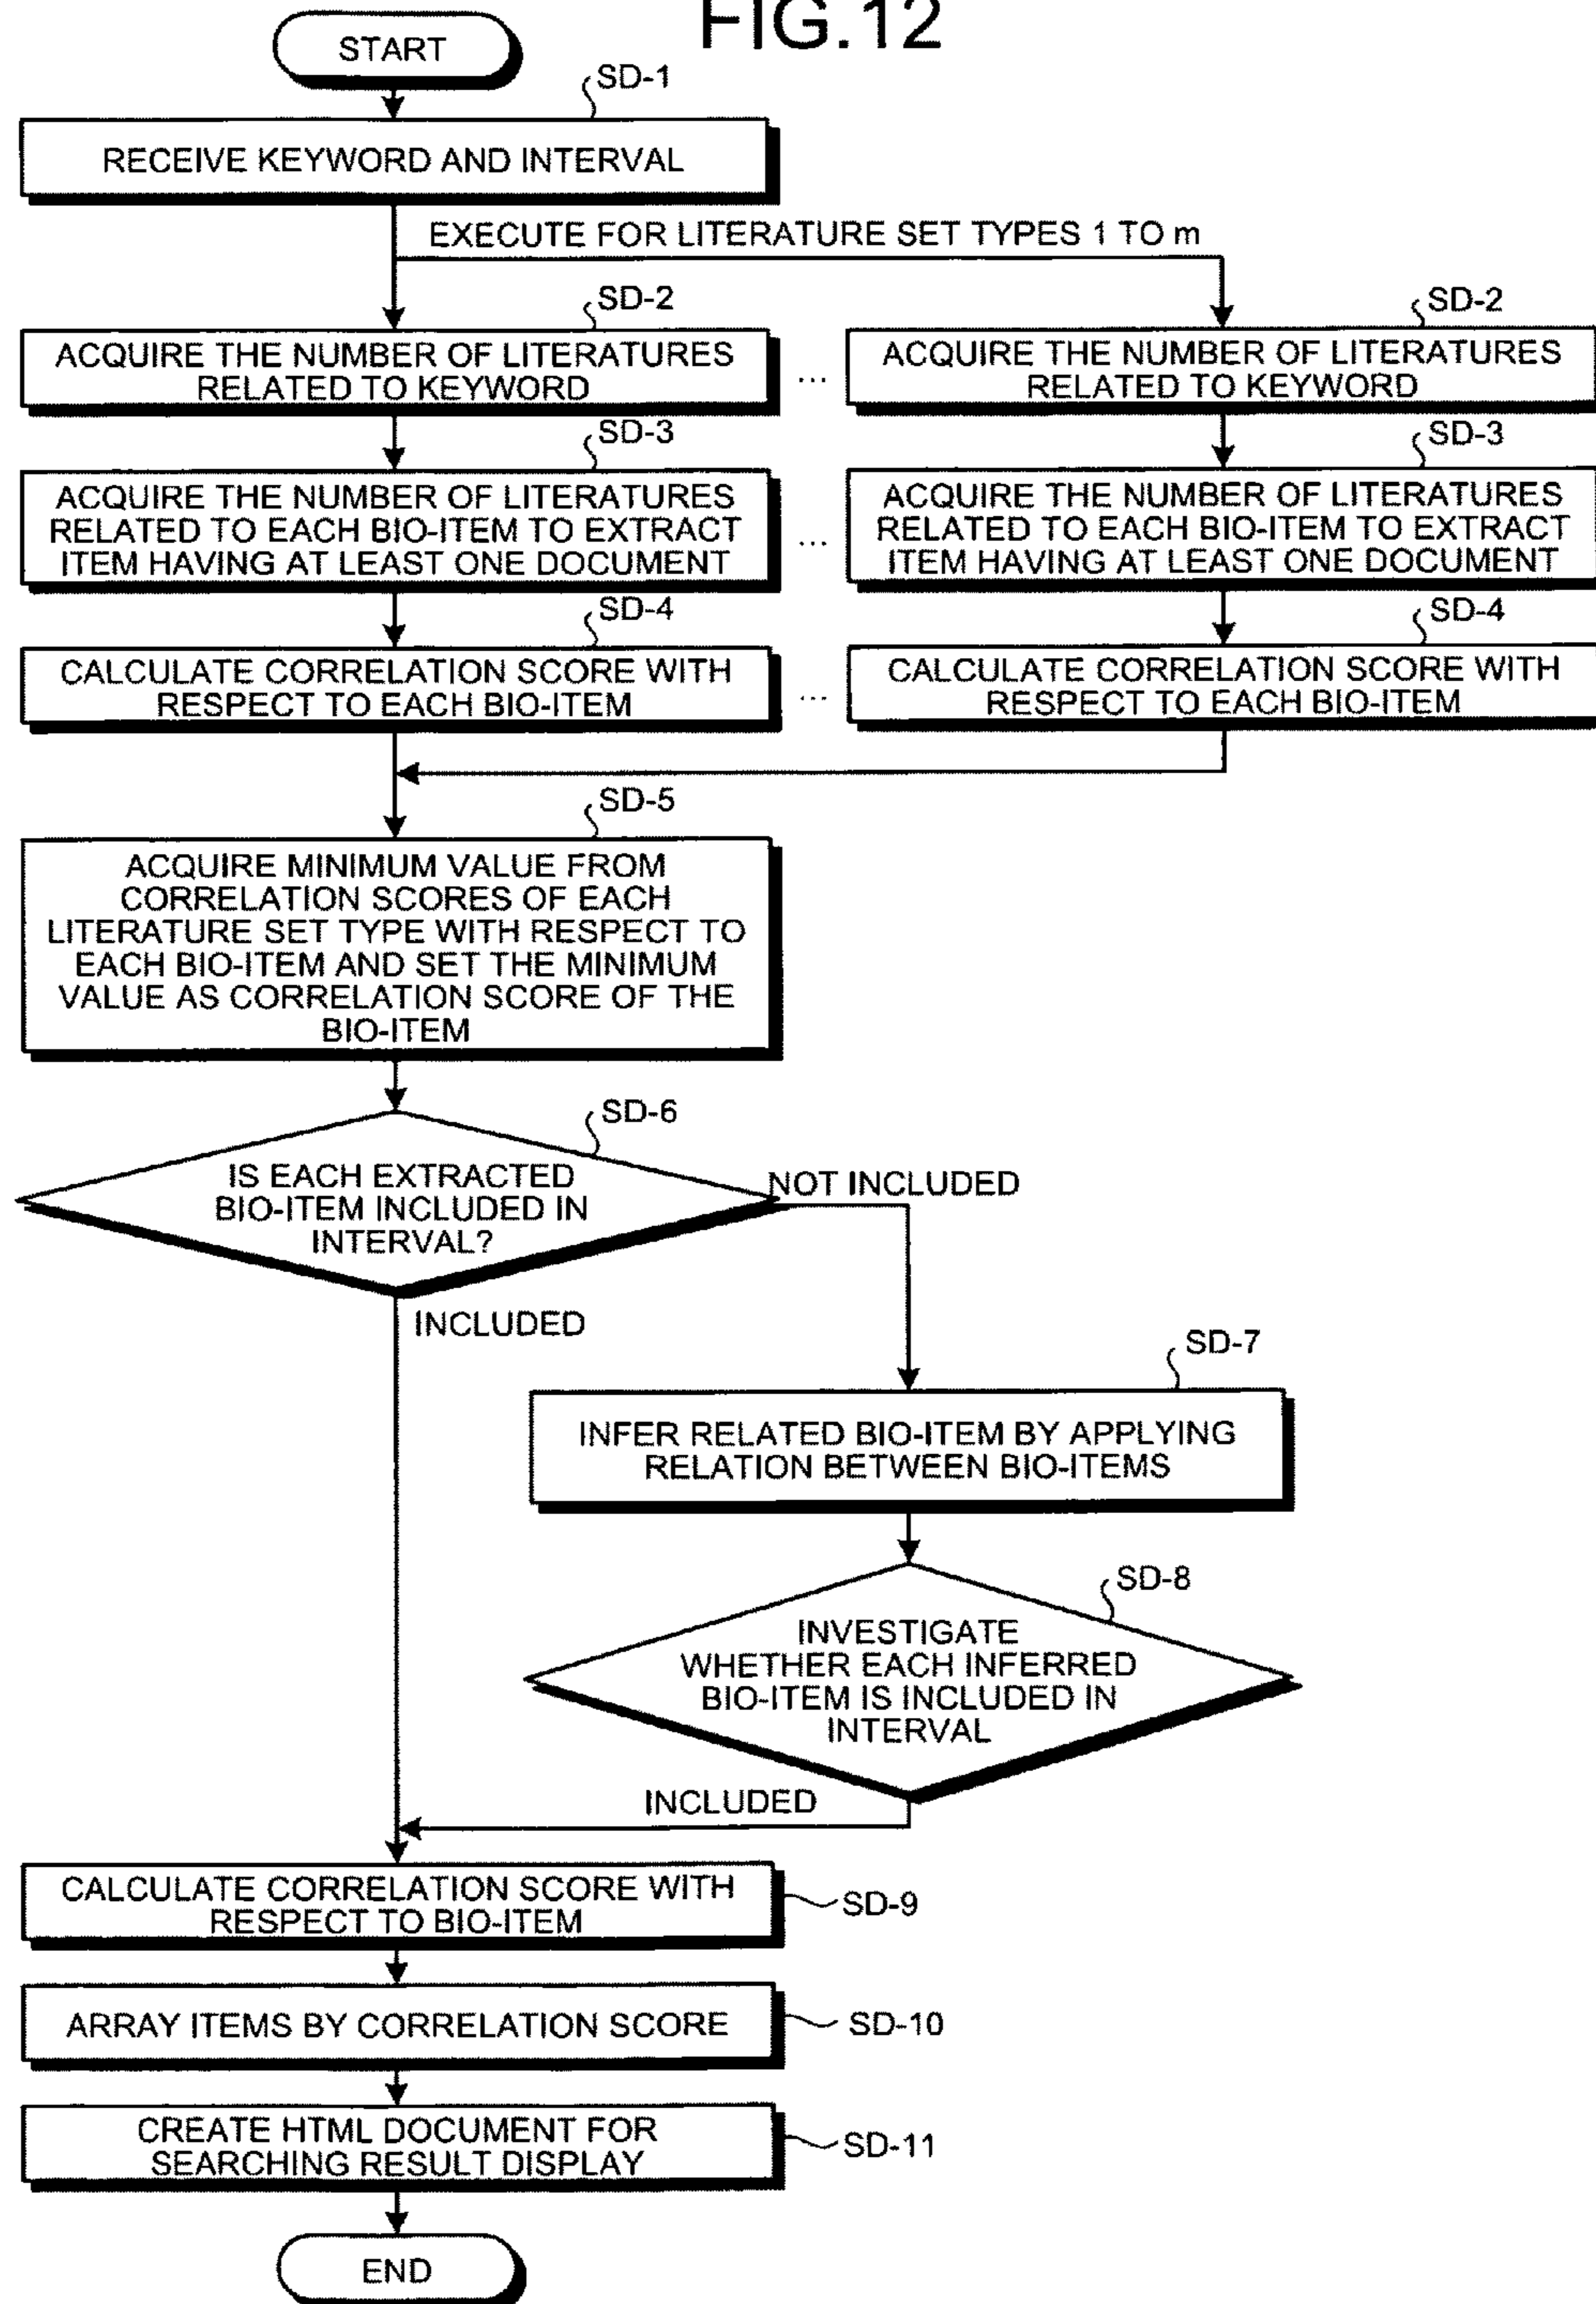 FIG.12
START
SD-1
RECEIVE KEYWORD AND INTERVAL
EXECUTE FOR LITERATURE SET TYPES 1 TO m
SD-2
ACQUIRE THE NUMBER OF LITERATURES
RELATED TO KEYWORD
...
SD-2
ACQUIRE THE NUMBER OF LITERATURES
RELATED TO KEYWORD
SD-3
ACQUIRE THE NUMBER OF LITERATURES
RELATED TO EACH BIO-ITEM TO EXTRACT
ITEM HAVING AT LEAST ONE DOCUMENT
...
SD-3
ACQUIRE THE NUMBER OF LITERATURES
RELATED TO EACH BIO-ITEM TO EXTRACT
ITEM HAVING AT LEAST ONE DOCUMENT
SD-4
CALCULATE CORRELATION SCORE WITH
RESPECT TO EACH BIO-ITEM
...
SD-4
CALCULATE CORRELATION SCORE WITH
RESPECT TO EACH BIO-ITEM
SD-5
ACQUIRE MINIMUM VALUE FROM
CORRELATION SCORES OF EACH
LITERATURE SET TYPE WITH RESPECT TO
EACH BIO-ITEM AND SET THE MINIMUM
VALUE AS CORRELATION SCORE OF THE
BIO-ITEM
SD-6
IS EACH EXTRACTED
BIO-ITEM INCLUDED IN
INTERVAL?
NOT INCLUDED
INCLUDED
SD-7
INFER RELATED BIO-ITEM BY APPLYING
RELATION BETWEEN BIO-ITEMS
SD-8
INVESTIGATE
WHETHER EACH INFERRED
BIO-ITEM IS INCLUDED IN
INTERVAL
INCLUDED
CALCULATE CORRELATION SCORE WITH
RESPECT TO BIO-ITEM
SD-9
ARRAY ITEMS BY CORRELATION SCORE
SD-10
CREATE HTML DOCUMENT FOR
SEARCHING RESULT DISPLAY
SD-11
END